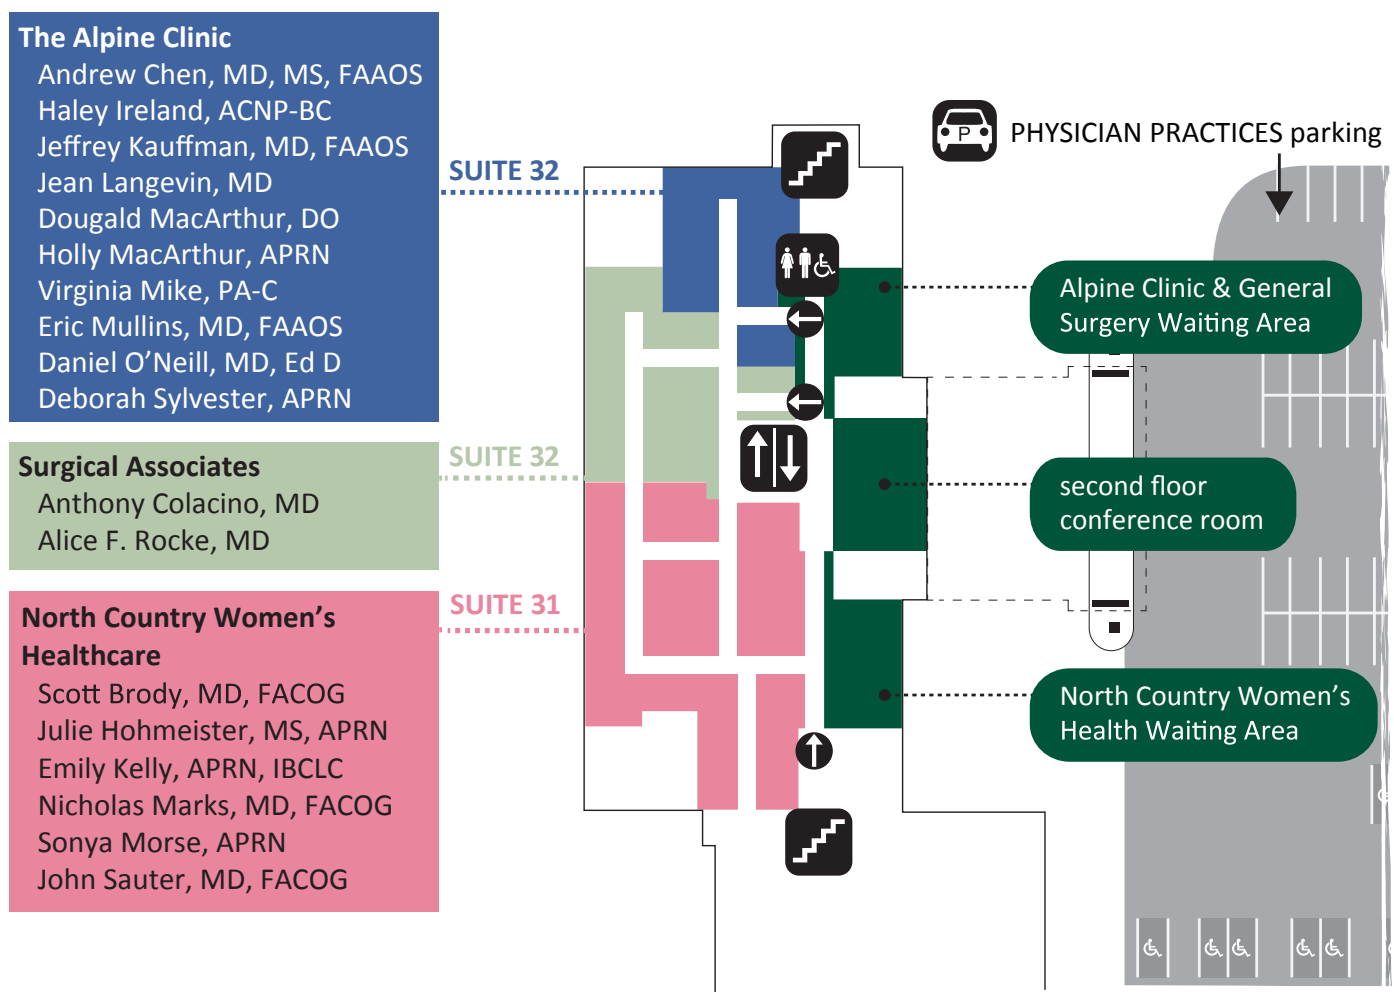 The Alpine Clinic
Andrew Chen, MD, MS, FAAOS
Haley Ireland, ACNP-BC
Jeffrey Kauffman, MD, FAAOS
Jean Langevin, MD
Dougald MacArthur, DO
Holly MacArthur, APRN
Virginia Mike, PA-C
Eric Mullins, MD, FAAOS
Daniel O’Neill, MD, Ed D
Deborah Sylvester, APRN
SUITE 32
Surgical Associates
Anthony Colacino, MD
Alice F. Rocke, MD
SUITE 32
North Country Women’s
Healthcare
Scott Brody, MD, FACOG
Julie Hohmeister, MS, APRN
Emily Kelly, APRN, IBCLC
Nicholas Marks, MD, FACOG
Sonya Morse, APRN
John Sauter, MD, FACOG
SUITE 31
P
PHYSICIAN PRACTICES parking
Alpine Clinic & General
Surgery Waiting Area
second floor
conference room
North Country Women’s
Health Waiting Area